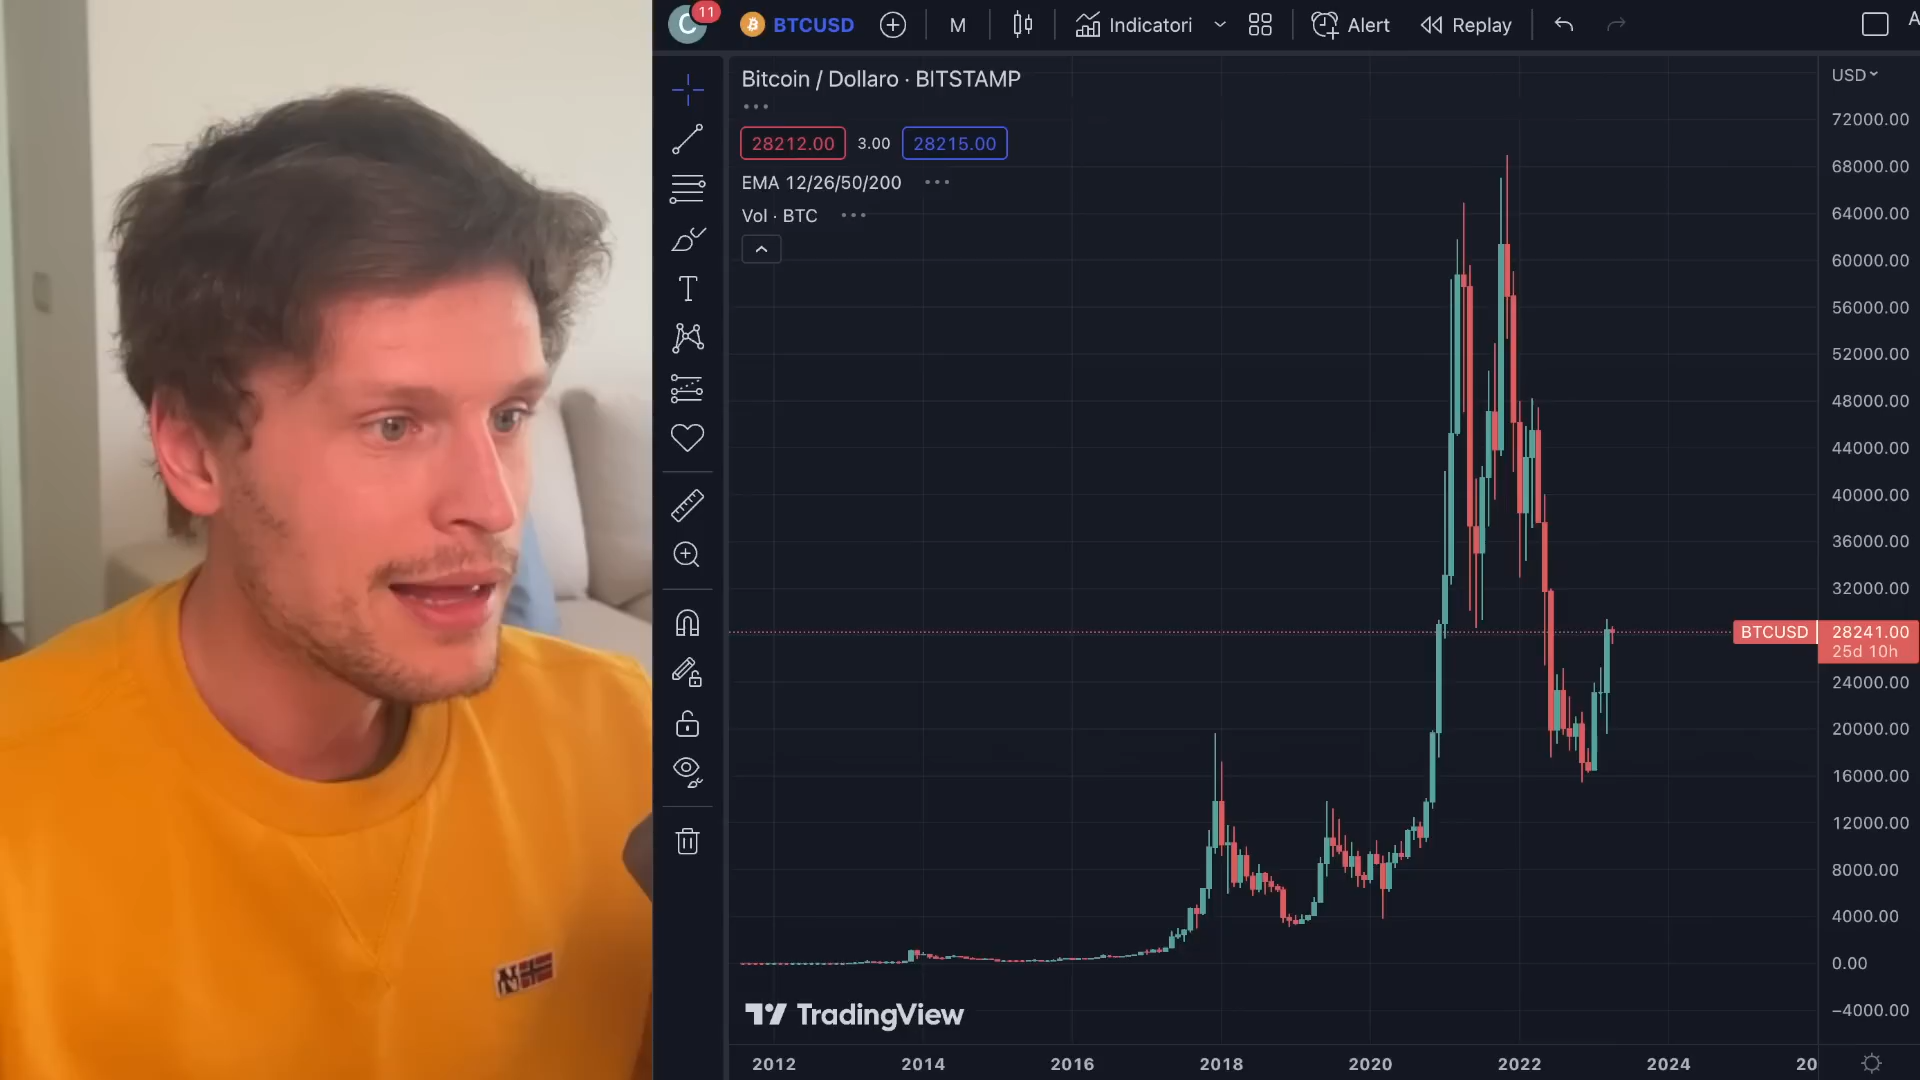 C 11 BTCUSD M Indicatori Alert Replay
Bitcoin / Dollaro · BITSTAMP
USD
28212.00 3.00 28215.00
EMA 12/26/50/200
Vol · BTC
72000.00
68000.00
64000.00
60000.00
56000.00
52000.00
48000.00
44000.00
40000.00
36000.00
32000.00
BTCUSD 28241.00
25d 10h
24000.00
20000.00
16000.00
12000.00
8000.00
4000.00
0.00
−4000.00
N
TradingView
2012 2014 2016 2018 2020 2022 2024 20